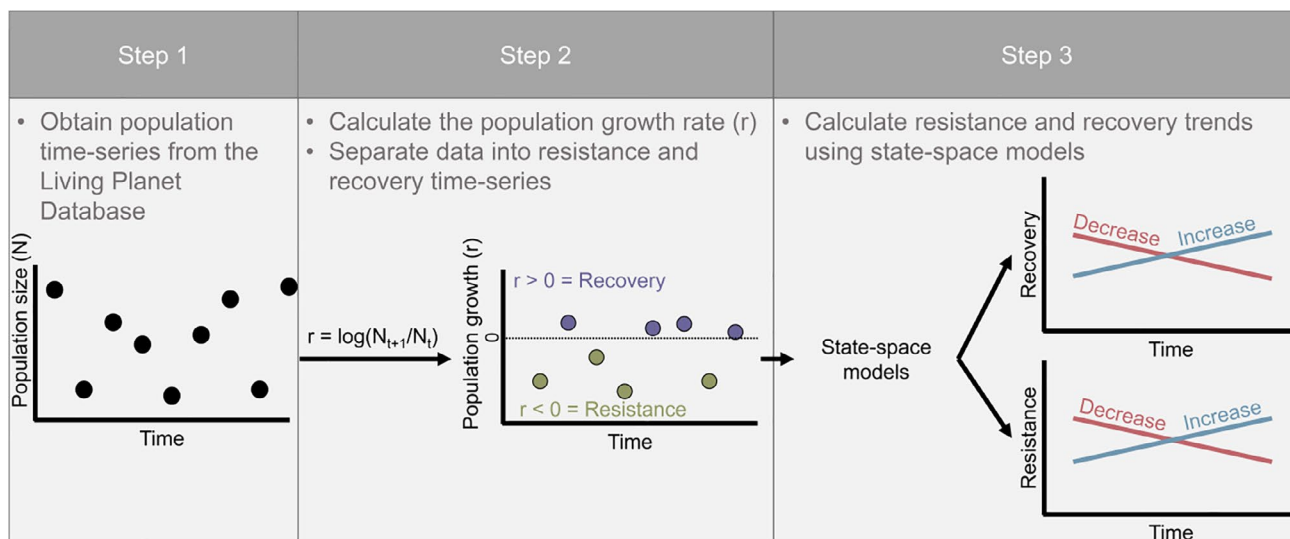 Step 1
Step 2
Step 3
• Obtain population
time-series from the
Living Planet
Database
Population size (N)
Time
• Calculate the population growth rate (r)
• Separate data into resistance and
recovery time-series
r = log(Nt+1/Nt)
Population growth (r)
0
r > 0 = Recovery
r < 0 = Resistance
Time
• Calculate resistance and recovery trends
using state-space models
State-space
models
Recovery
Decrease
Increase
Time
Resistance
Decrease
Increase
Time